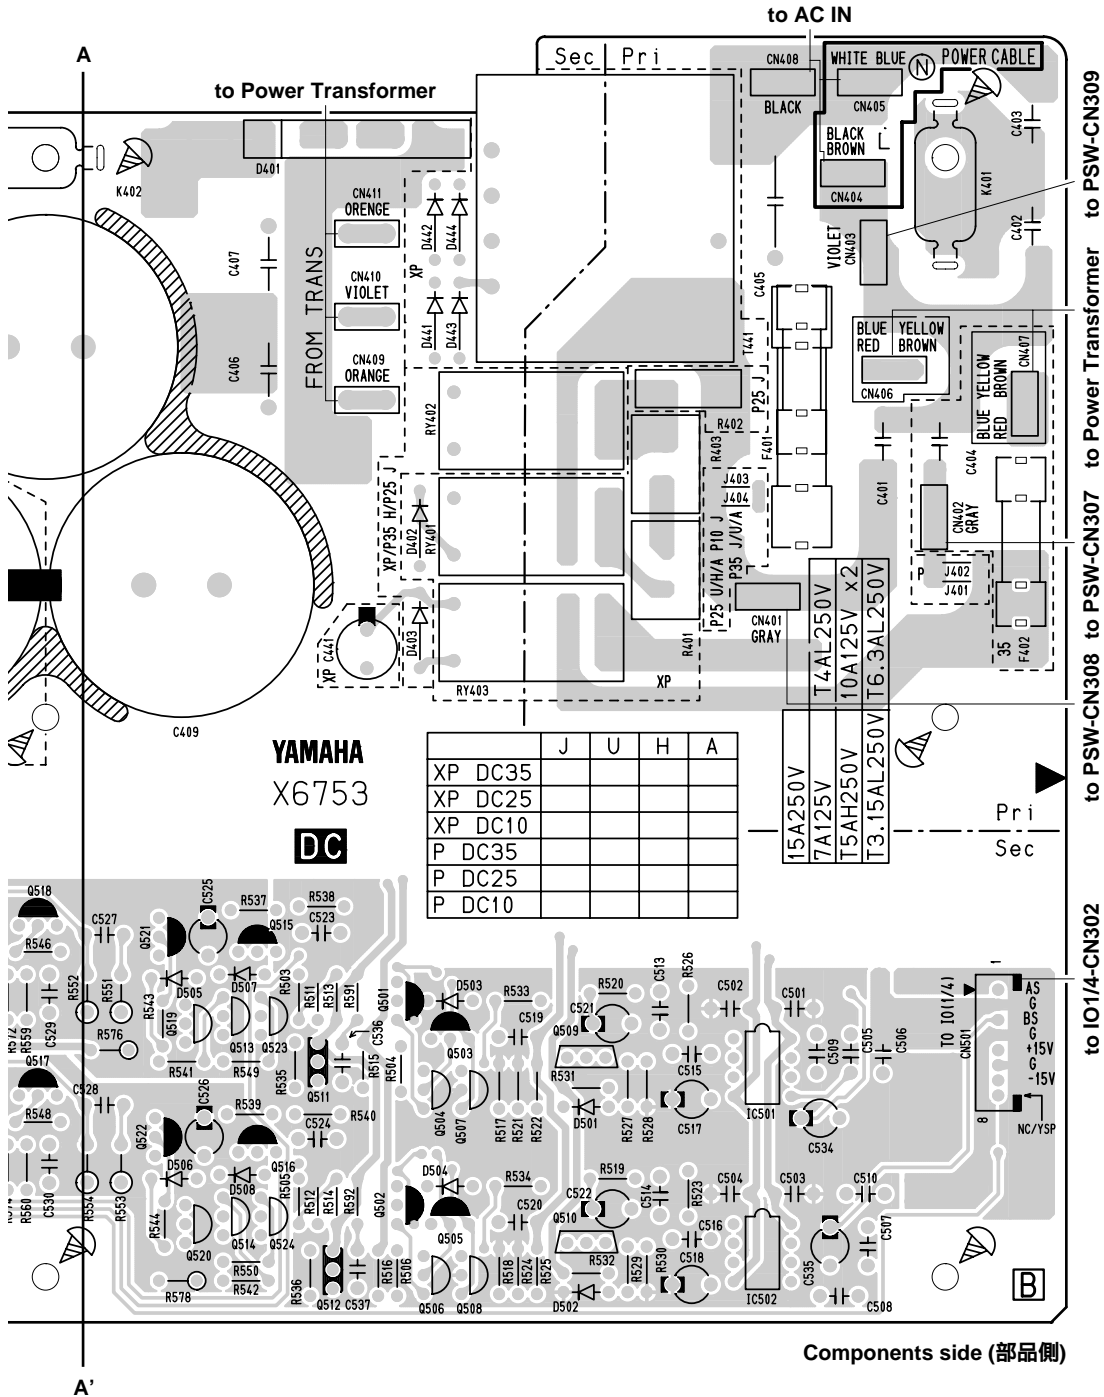 to AC IN
A
to Power Transformer
Sec Pri
CN408
BLACK
WHITE BLUE
N
POWER CABLE
CN405
BLACK
BROWN
L
CN404
C403
K401
C402
to PSW-CN309
D401
K402
CN411
ORENGE
CN410
VIOLET
CN409
ORANGE
FROM TRANS
C407
C406
D442
D444
XP
D441
D443
VIOLET
CN403
C405
T441
BLUE YELLOW
RED BROWN
CN406
CN407
BLUE YELLOW
RED BROWN
to Power Transformer
RY402
P25 J
R402
R403
F401
J403
J404
C401
C404
CN402
GRAY
XP/P35 H/P25 J
D402
RY401
P25 U/H/A P10 J
P35 J/U/A
P
J402
J401
to PSW-CN307
CN401
GRAY
XP
C441
D403
R401
XP
RY403
35
F402
C409
to PSW-CN308
15A250V
7A125V T4AL250V
T5AH250V 10A125V x2
T3.15AL250V T6.3AL250V
YAMAHA
X6753
DC
J U H A
XP DC35
XP DC25
XP DC10
P DC35
P DC25
P DC10
Pri
Sec
Q518
C525
R537
R538
C527
Q521
Q515
C523
R546
R552
R551
R543
D505
D507
R503
R511
R513
R591
Q501
D503
R533
C521
R520
C513
R526
C502
C501
1
AS
G
BS
G
+15V
G
-15V
8
NC/YSP
TO IO(1/4)
CN501
to IO1/4-CN302
R572
R559
C529
R576
Q519
Q513
Q523
C536
C519
Q509
C509
C505
C506
Q517
R541
R549
R535
Q511
R515
R504
Q503
R531
C515
C528
C526
R539
R540
Q504
Q507
R517
R521
R522
D501
R527
R528
C517
IC501
C534
R548
Q522
C524
D506
Q516
D508
R505
R512
R514
R592
Q502
D504
R534
R519
C504
C503
C510
R560
C530
R554
R553
R544
C520
C522
C514
R523
Q510
C516
C507
Q520
Q514
Q524
Q505
R532
R529
R530
C518
C535
R550
R542
R536
R516
R506
R518
R524
R525
R578
Q512
C537
Q506
Q508
D502
IC502
C508
B
Components side (部品側)
A'